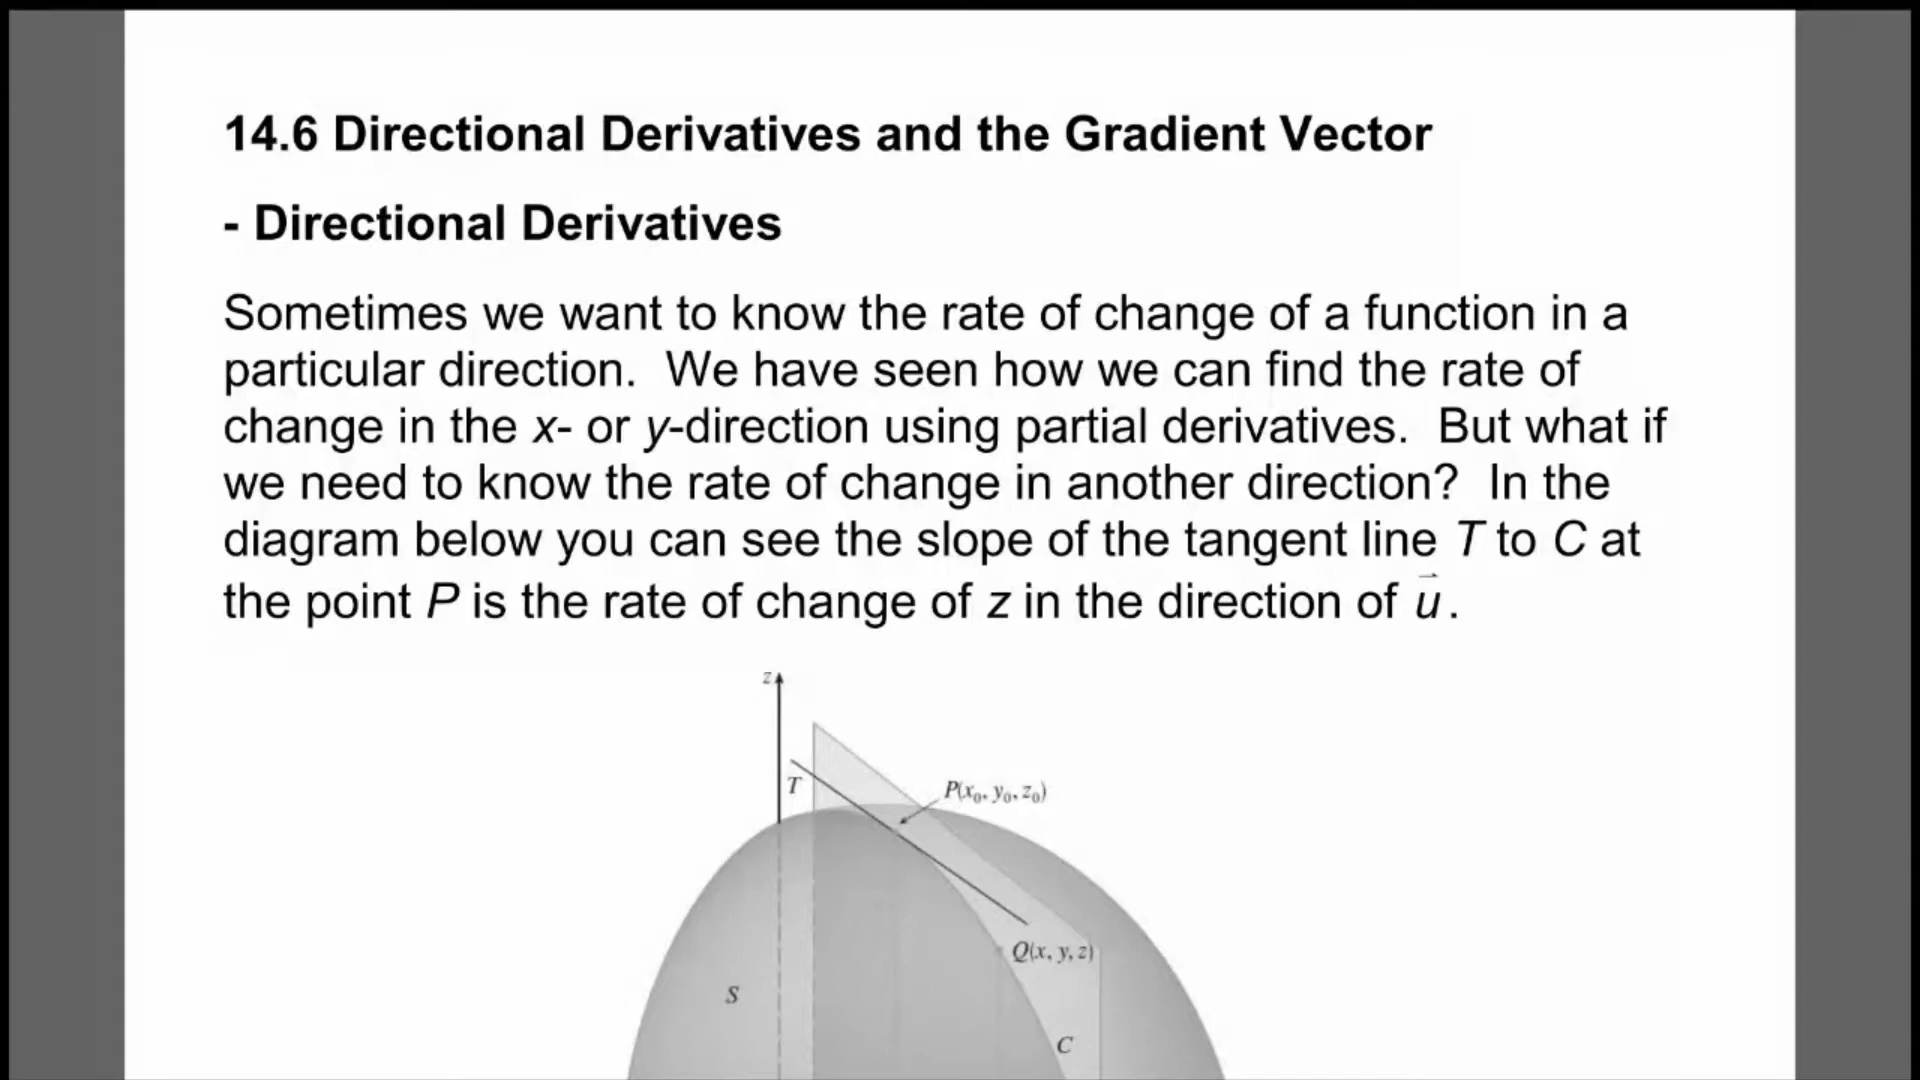 14.6 Directional Derivatives and the Gradient Vector
- Directional Derivatives
Sometimes we want to know the rate of change of a function in a
particular direction.  We have seen how we can find the rate of
change in the x- or y-direction using partial derivatives.  But what if
we need to know the rate of change in another direction?  In the
diagram below you can see the slope of the tangent line T to C at
the point P is the rate of change of z in the direction of u⃗.
z
T
P(x₀, y₀, z₀)
Q(x, y, z)
S
C